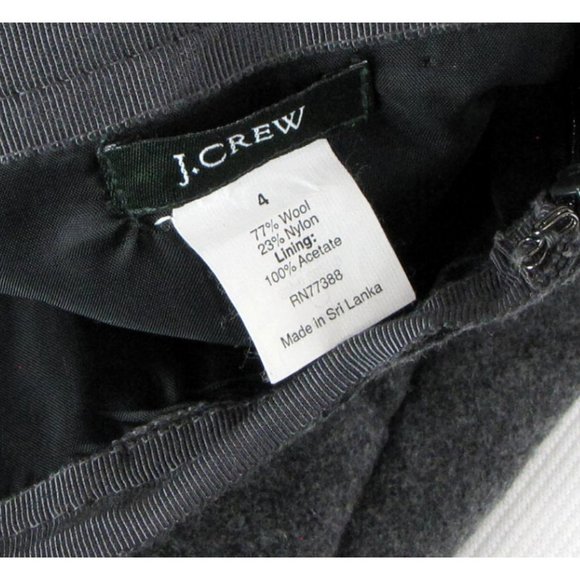 J.CREW
4
77% Wool
23% Nylon
Lining:
100% Acetate
RN77388
Made in Sri Lanka